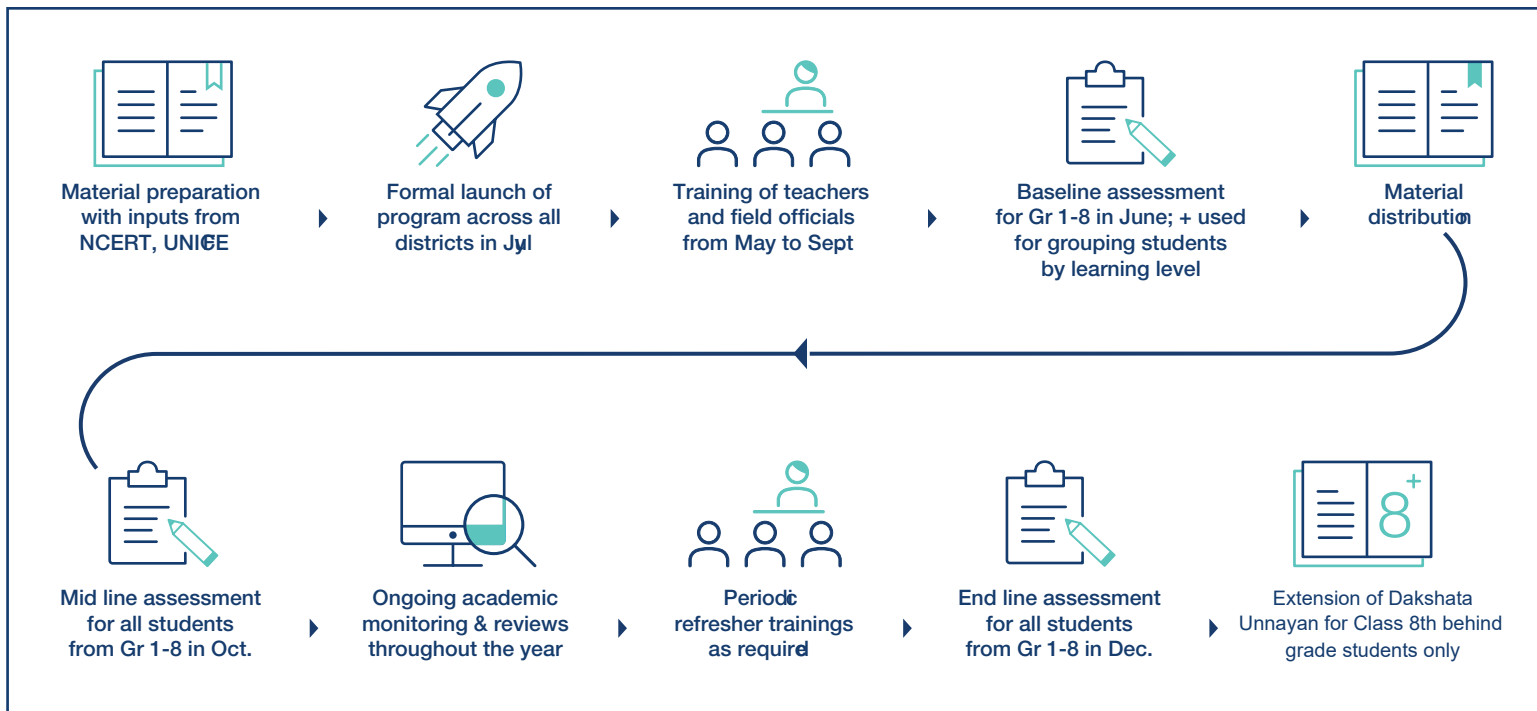 Material preparation
with inputs from
NCERT, UNICEF
Formal launch of
program across all
districts in July
Training of teachers
and field officials
from May to Sept
Baseline assessment
for Gr 1-8 in June; + used
for grouping students
by learning level
Material
distribution
Mid line assessment
for all students
from Gr 1-8 in Oct.
Ongoing academic
monitoring & reviews
throughout the year
Periodic
refresher trainings
as required
End line assessment
for all students
from Gr 1-8 in Dec.
8+
Extension of Dakshata
Unnayan for Class 8th behind
grade students only